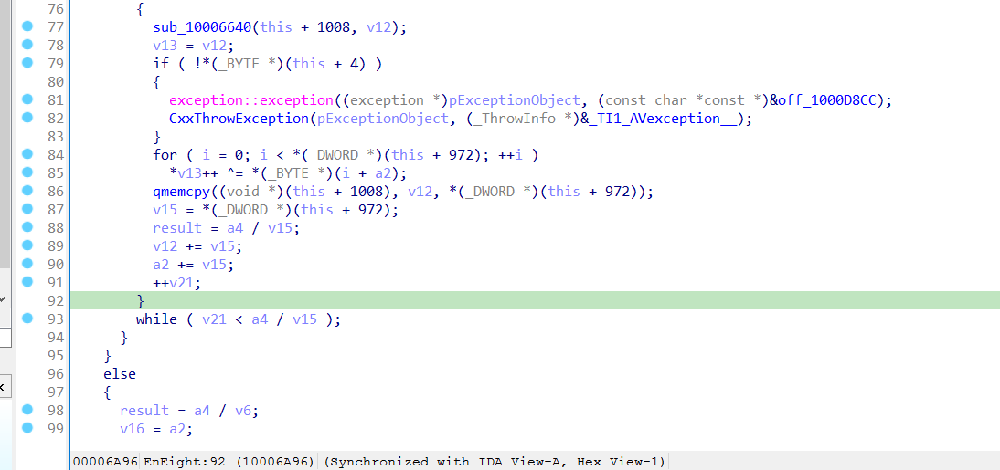 76 {
77 sub_10006640(this + 1008, v12);
78 v13 = v12;
79 if ( !*(_BYTE *)(this + 4) )
80 {
81 exception::exception((exception *)pExceptionObject, (const char *const *)&off_1000D8CC);
82 CxxThrowException(pExceptionObject, (_ThrowInfo *)&_TI1_AVexception__);
83 }
84 for ( i = 0; i < *(_DWORD *)(this + 972); ++i )
85 *v13++ ^= *(_BYTE *)(i + a2);
86 qmemcpy((void *)(this + 1008), v12, *(_DWORD *)(this + 972));
87 v15 = *(_DWORD *)(this + 972);
88 result = a4 / v15;
89 v12 += v15;
90 a2 += v15;
91 ++v21;
92 }
93 while ( v21 < a4 / v15 );
94 }
95 }
96 else
97 {
98 result = a4 / v6;
99 v16 = a2;
00006A96 EnEight:92 (10006A96) (Synchronized with IDA View-A, Hex View-1)